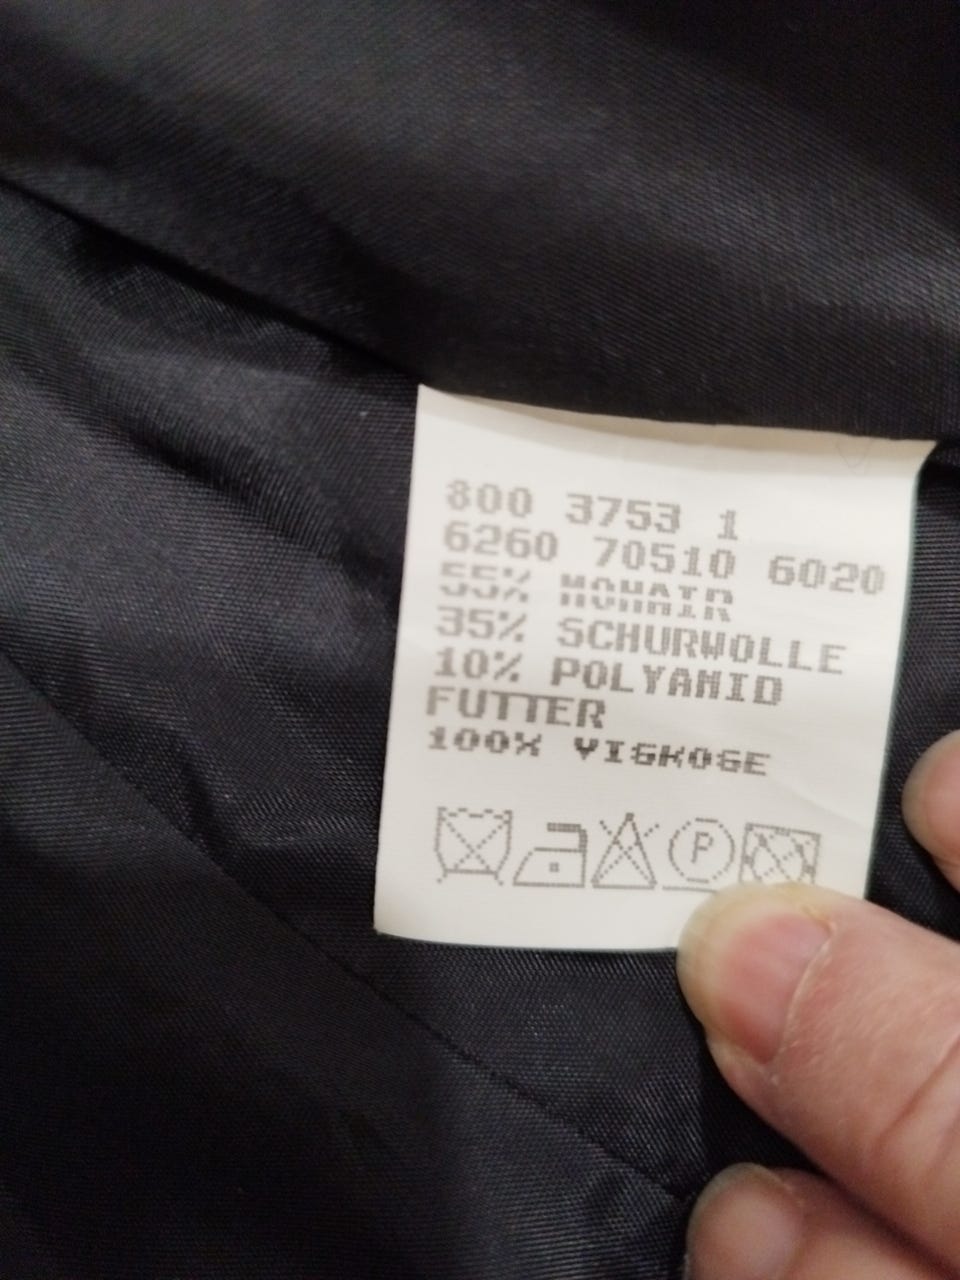 800 3753 1
6260 70510 6020
55% MOHAIR
35% SCHURWOLLE
10% POLYAMID
FUTTER
100% VISKOSE
P